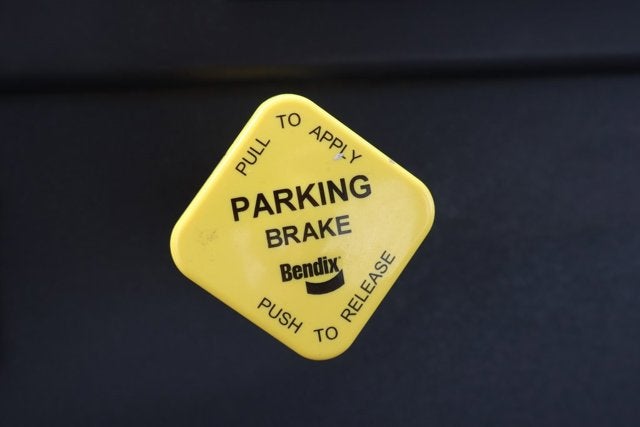 PULL TO APPLY
PARKING
BRAKE
Bendix
PUSH TO RELEASE